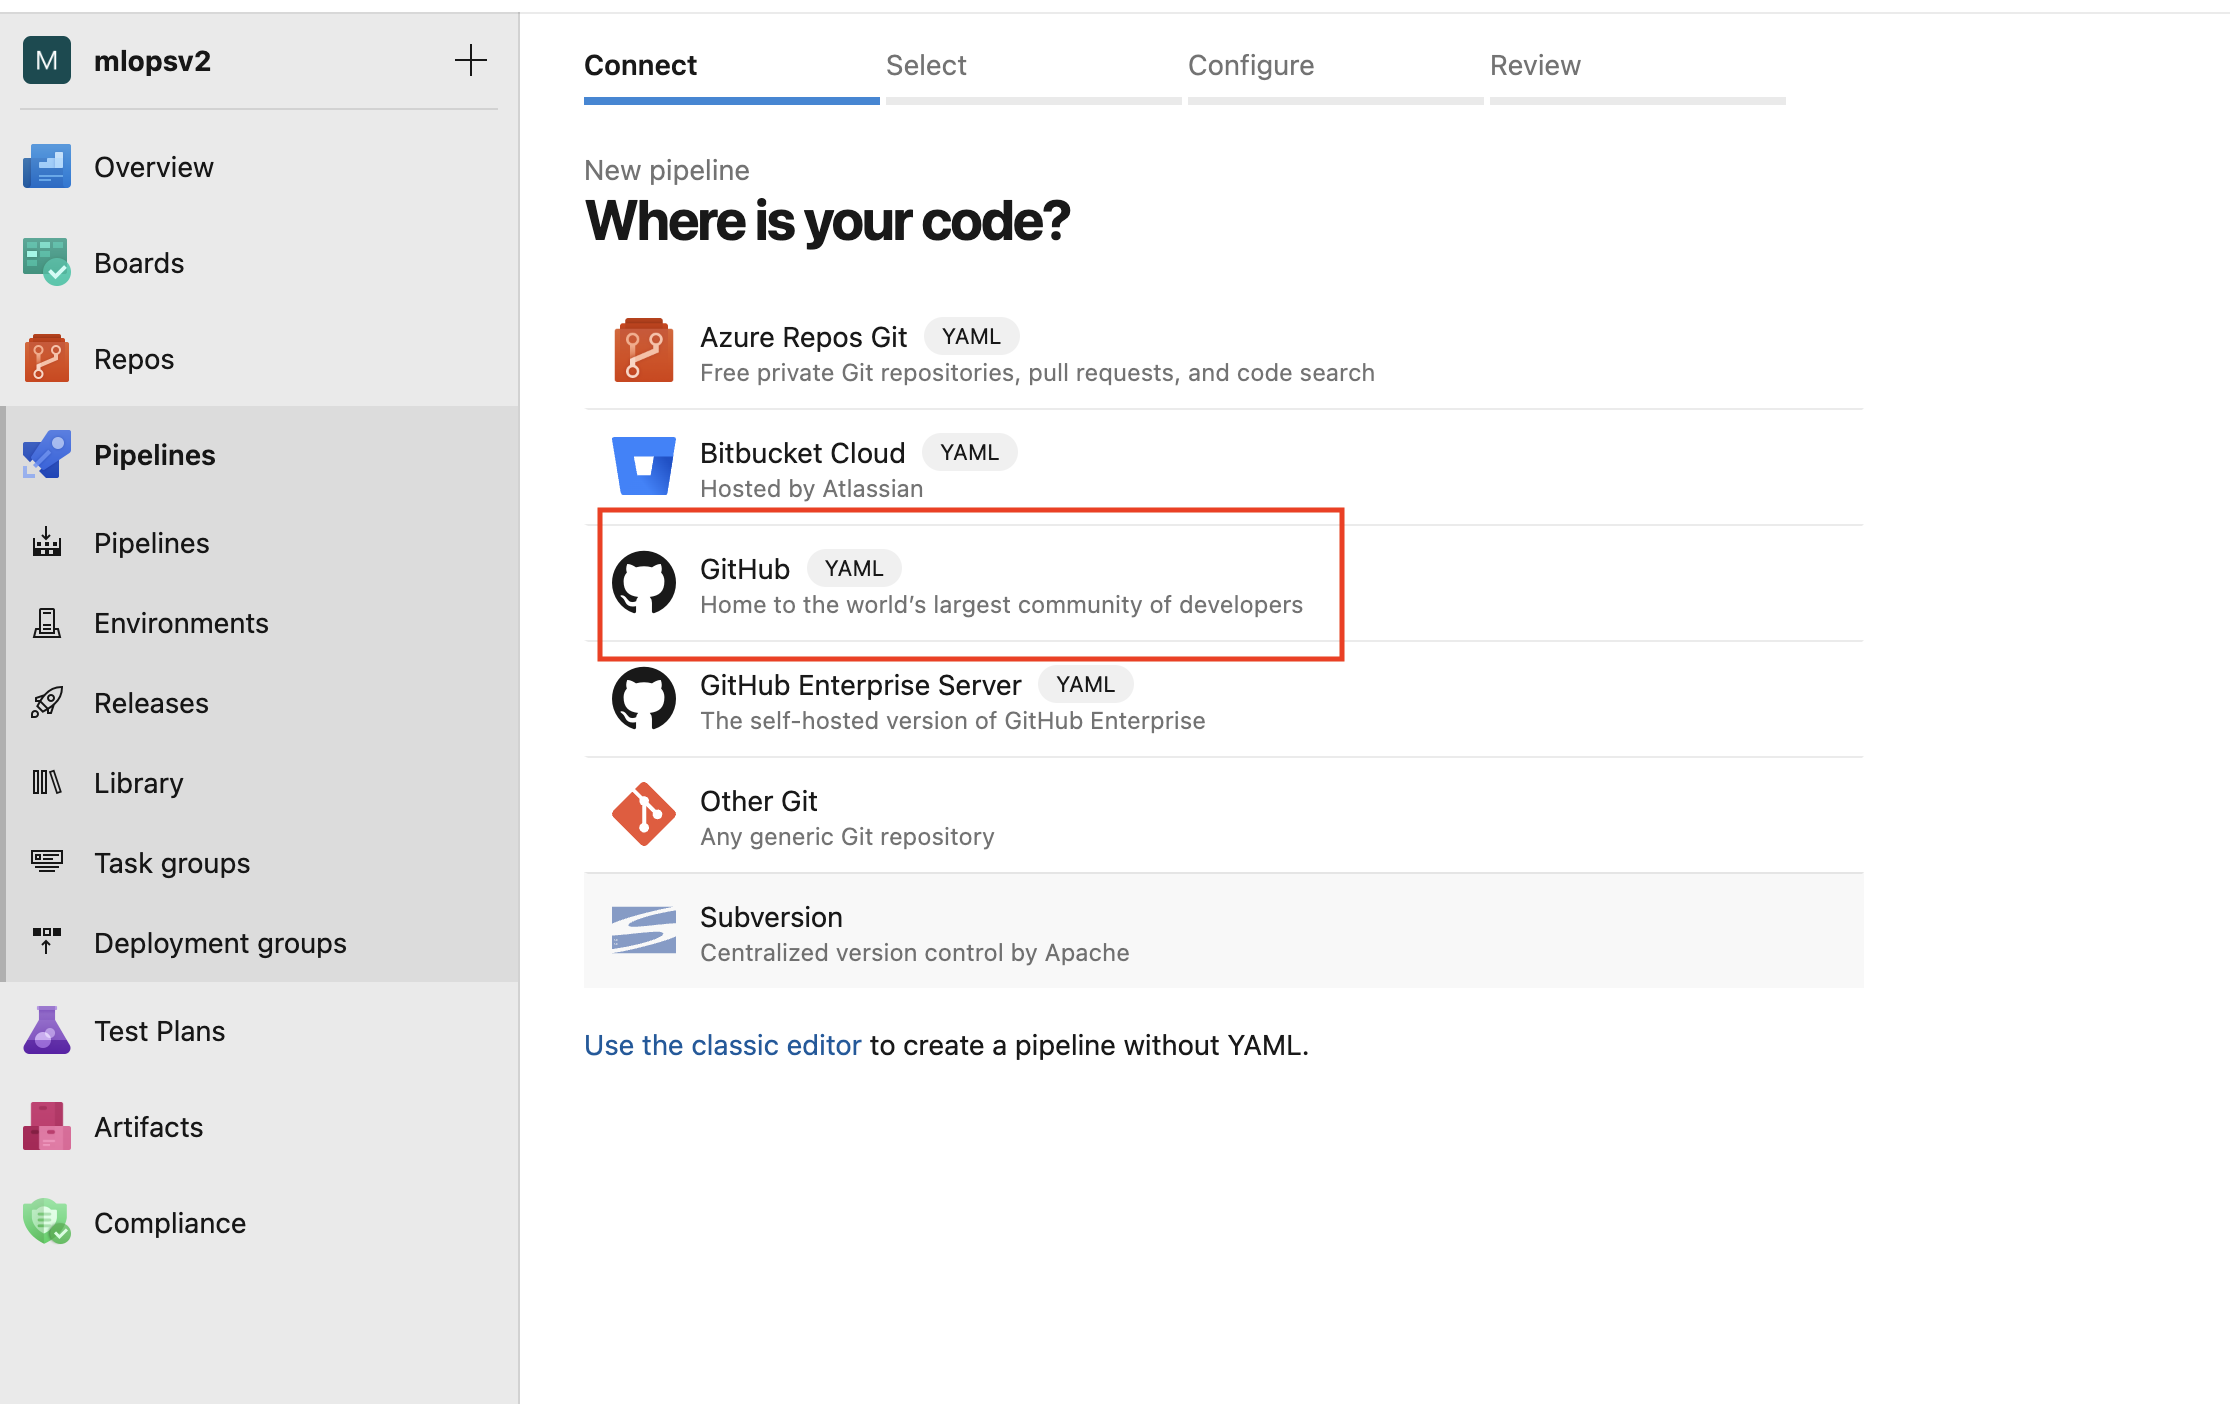 M
mlopsv2
Overview
Boards
Repos
Pipelines
Pipelines
Environments
Releases
Library
Task groups
Deployment groups
Test Plans
Artifacts
Compliance
Connect
Select
Configure
Review
New pipeline
Where is your code?
Azure Repos Git YAML
Free private Git repositories, pull requests, and code search
Bitbucket Cloud YAML
Hosted by Atlassian
GitHub YAML
Home to the world’s largest community of developers
GitHub Enterprise Server YAML
The self-hosted version of GitHub Enterprise
Other Git
Any generic Git repository
Subversion
Centralized version control by Apache
Use the classic editor to create a pipeline without YAML.